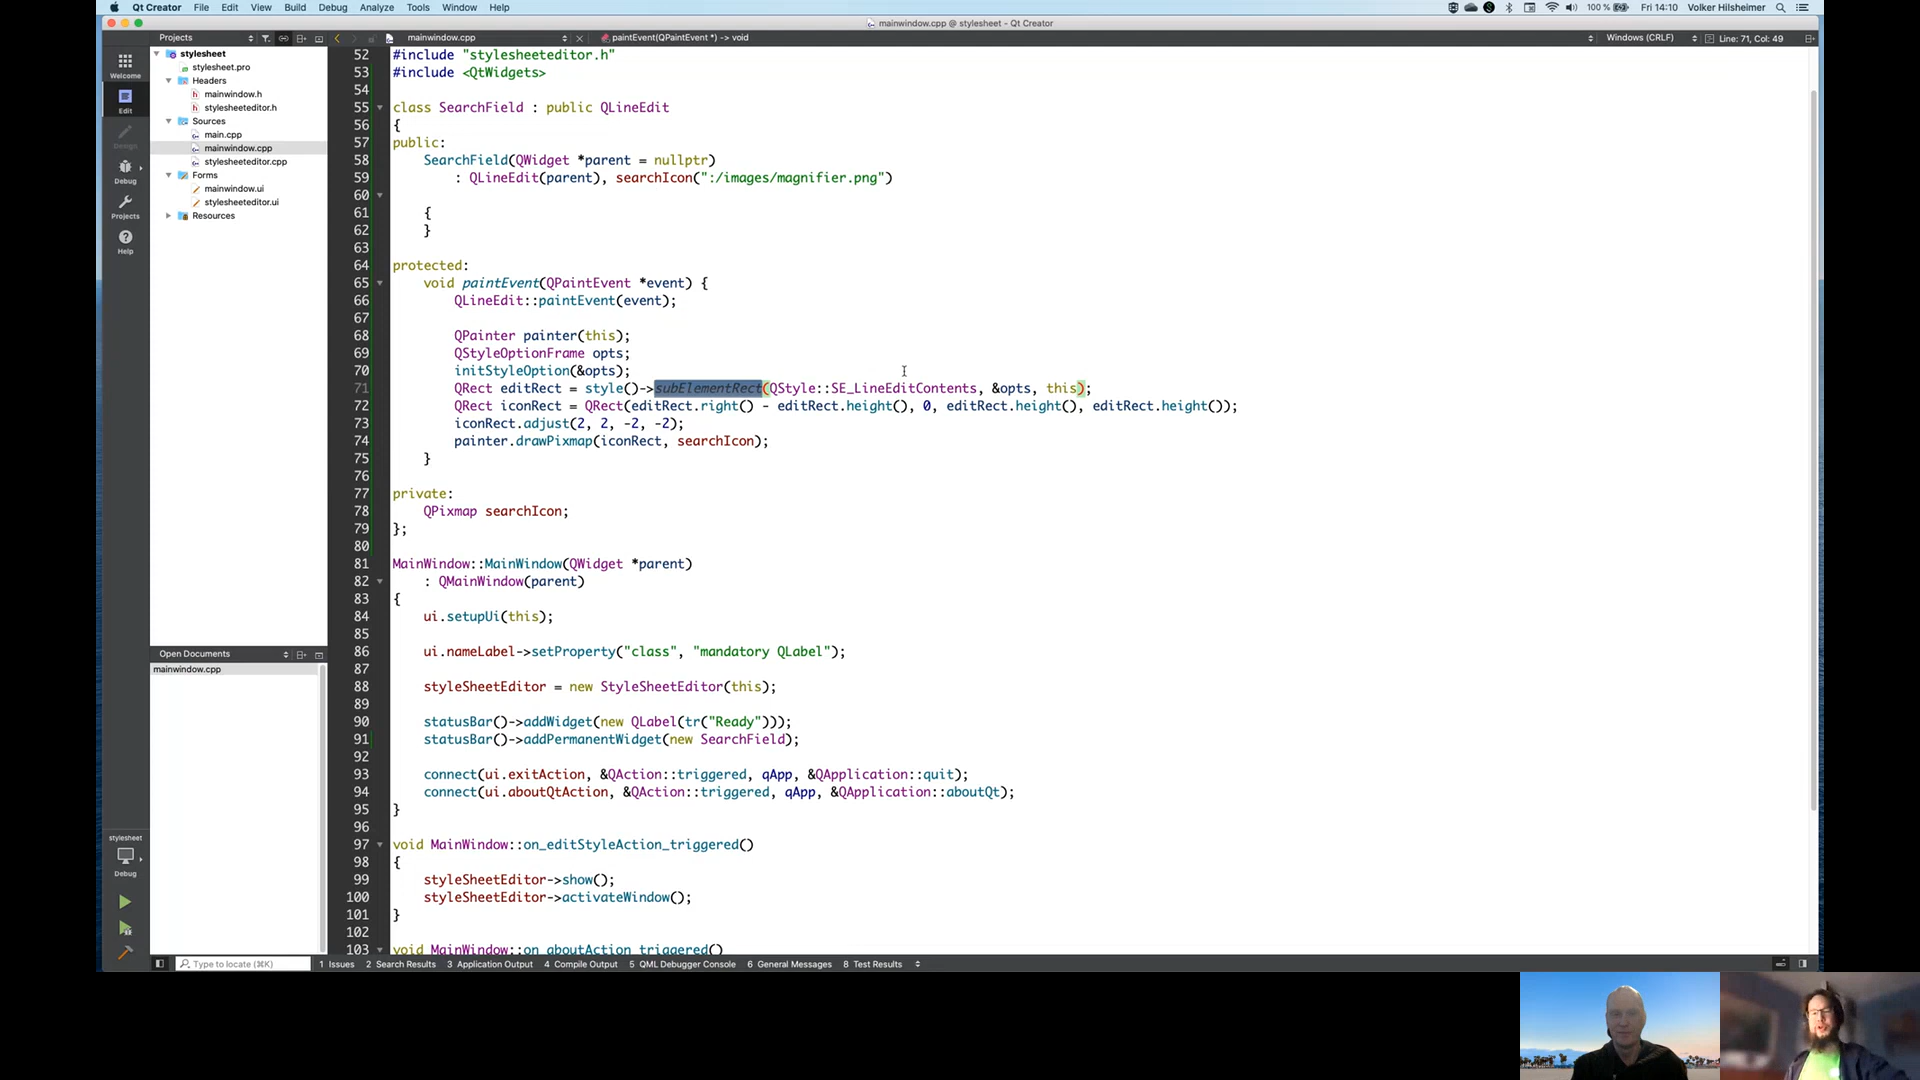 Qt Creator File Edit View Build Debug Analyze Tools Window Help 100 % Fri 14:10 Volker Hilsheimer
mainwindow.cpp @ stylesheet - Qt Creator
Projects mainwindow.cpp paintEvent(QPaintEvent *) -> void Windows (CRLF) Line: 71, Col: 49
Welcome
Edit
Design
Debug
Projects
Help
stylesheet
stylesheet.pro
Headers
mainwindow.h
stylesheeteditor.h
Sources
main.cpp
mainwindow.cpp
stylesheeteditor.cpp
Forms
mainwindow.ui
stylesheeteditor.ui
Resources
Open Documents
mainwindow.cpp
stylesheet
Debug
52 #include "stylesheeteditor.h"
53 #include <QtWidgets>
54
55 class SearchField : public QLineEdit
56 {
57 public:
58 SearchField(QWidget *parent = nullptr)
59 : QLineEdit(parent), searchIcon(":/images/magnifier.png")
60
61 {
62 }
63
64 protected:
65 void paintEvent(QPaintEvent *event) {
66 QLineEdit::paintEvent(event);
67
68 QPainter painter(this);
69 QStyleOptionFrame opts;
70 initStyleOption(&opts);
71 QRect editRect = style()->subElementRect(QStyle::SE_LineEditContents, &opts, this);
72 QRect iconRect = QRect(editRect.right() - editRect.height(), 0, editRect.height(), editRect.height());
73 iconRect.adjust(2, 2, -2, -2);
74 painter.drawPixmap(iconRect, searchIcon);
75 }
76
77 private:
78 QPixmap searchIcon;
79 };
80
81 MainWindow::MainWindow(QWidget *parent)
82 : QMainWindow(parent)
83 {
84 ui.setupUi(this);
85
86 ui.nameLabel->setProperty("class", "mandatory QLabel");
87
88 styleSheetEditor = new StyleSheetEditor(this);
89
90 statusBar()->addWidget(new QLabel(tr("Ready")));
91 statusBar()->addPermanentWidget(new SearchField);
92
93 connect(ui.exitAction, &QAction::triggered, qApp, &QApplication::quit);
94 connect(ui.aboutQtAction, &QAction::triggered, qApp, &QApplication::aboutQt);
95 }
96
97 void MainWindow::on_editStyleAction_triggered()
98 {
99 styleSheetEditor->show();
100 styleSheetEditor->activateWindow();
101 }
102
103 void MainWindow::on_aboutAction_triggered()
Type to locate (⌘K) 1 Issues 2 Search Results 3 Application Output 4 Compile Output 5 QML Debugger Console 6 General Messages 8 Test Results